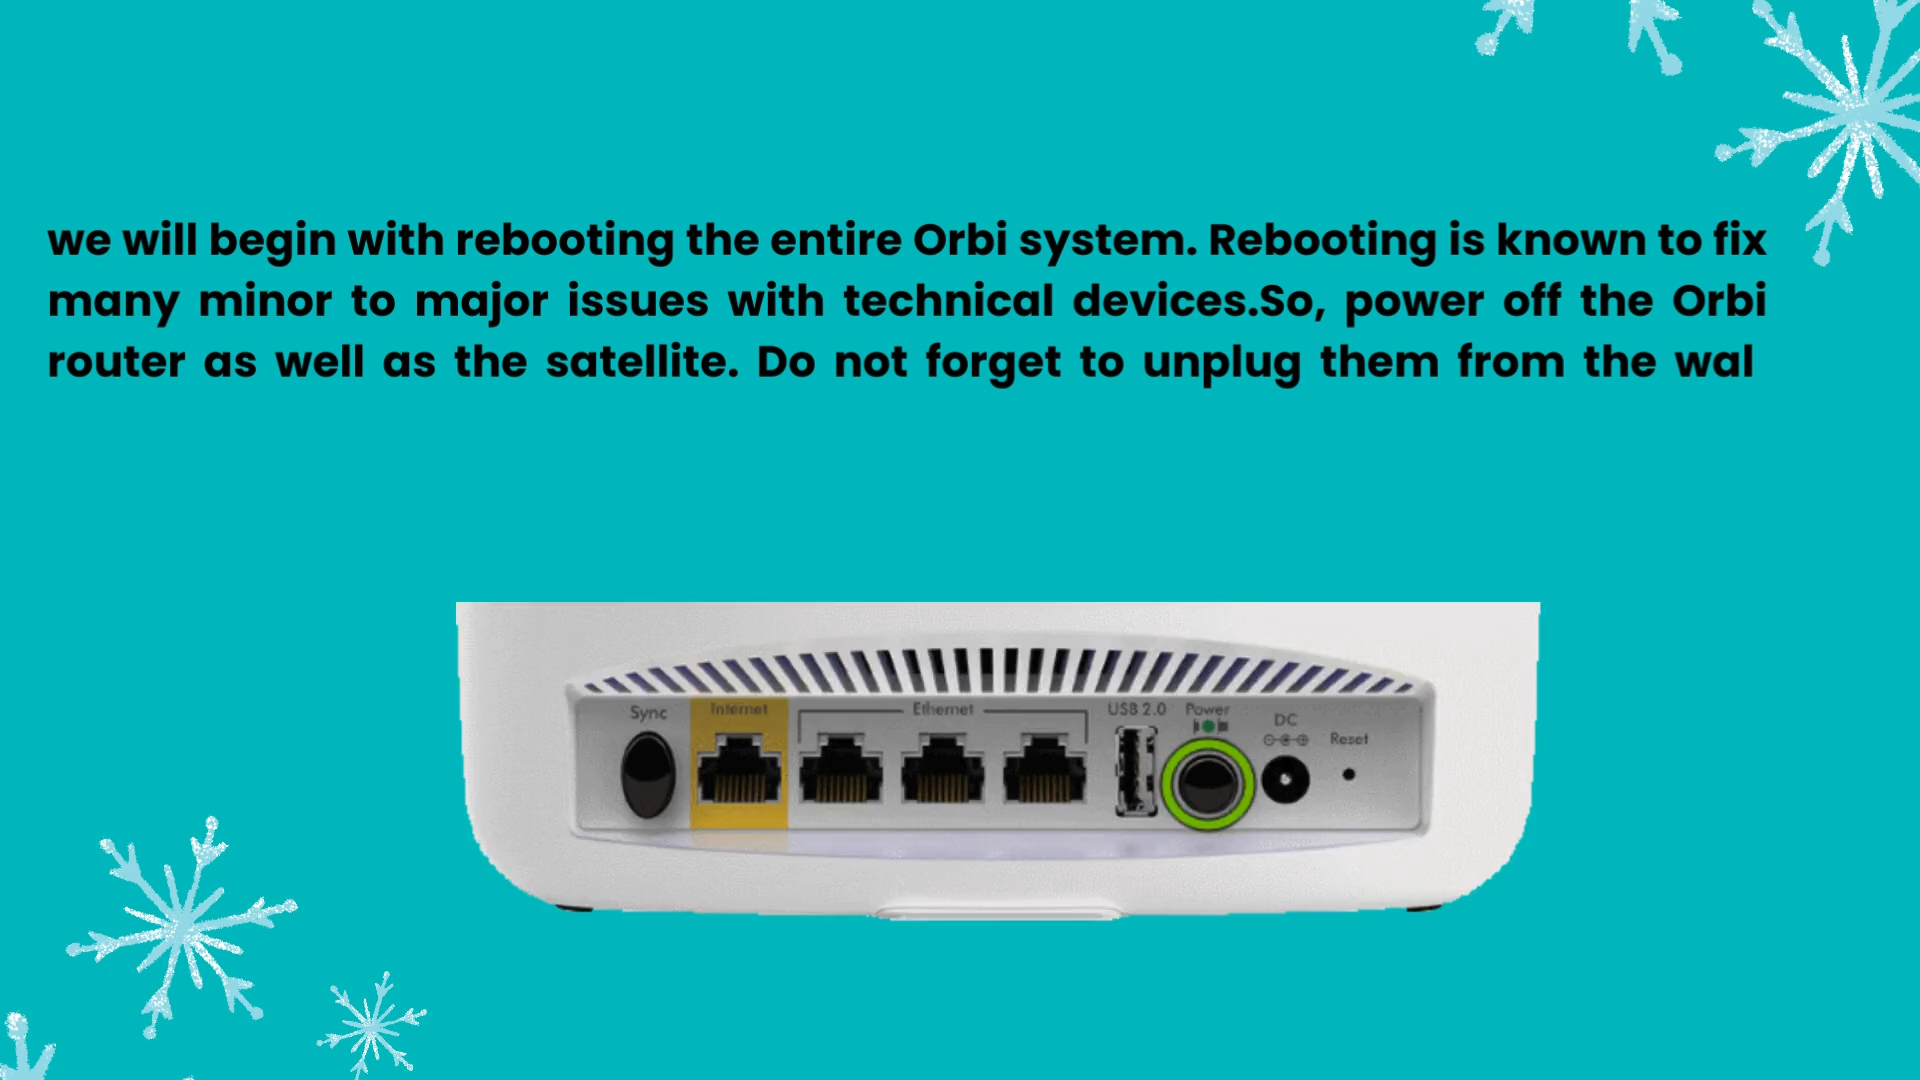 we will begin with rebooting the entire Orbi system. Rebooting is known to fix
many minor to major issues with technical devices.So, power off the Orbi
router as well as the satellite. Do not forget to unplug them from the wal
Sync
Internet
Ethernet
USB 2.0
Power
DC
Reset